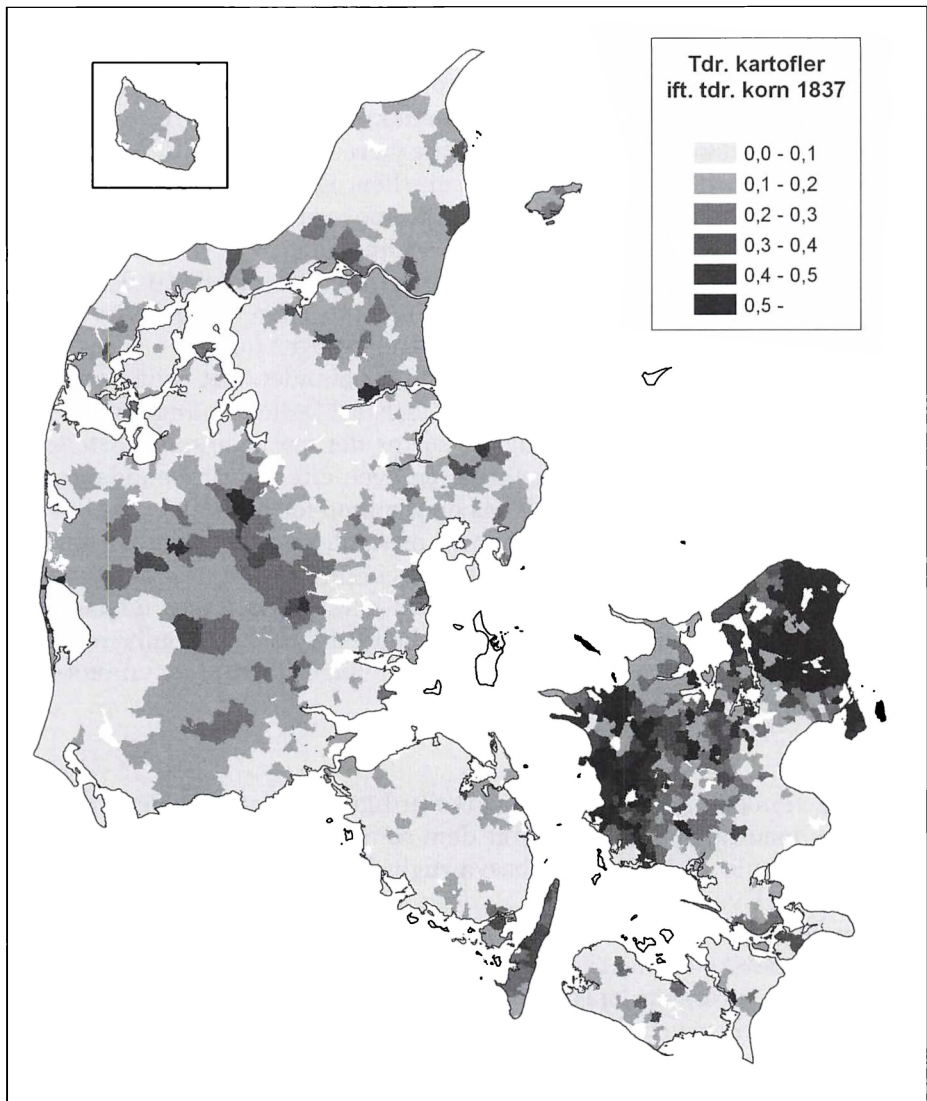 Tdr. kartofler
ift. tdr. korn 1837
0,0 - 0,1
0,1 - 0,2
0,2 - 0,3
0,3 - 0,4
0,4 - 0,5
0,5 -